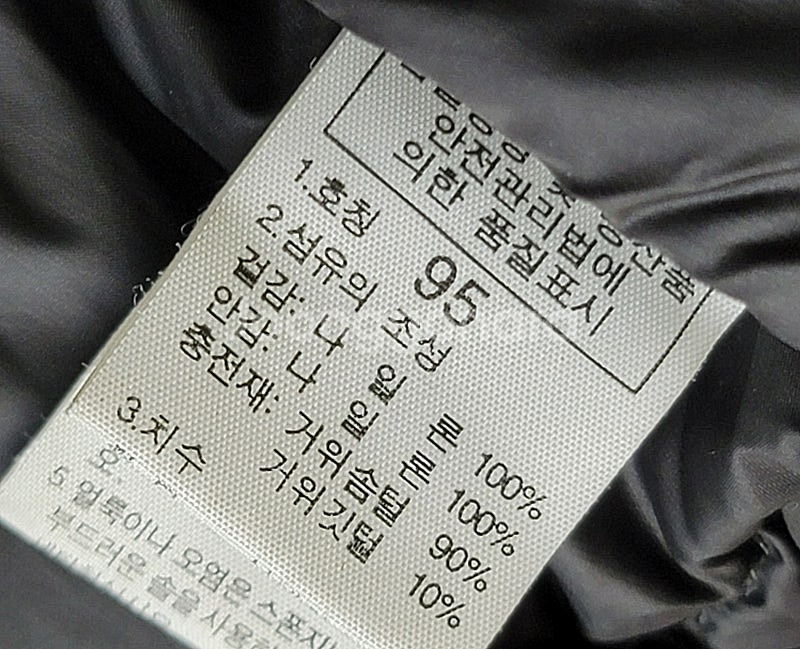 안전관리법에
의한 품질표시
1.호칭 95
2.섬유의 조성
겉감: 나 일 론 100%
안감: 나 일 론 100%
충전재: 거위솜털 90%
거위깃털 10%
3.치수
5 얼룩이나 오염은 스폰지
부드러운 솔을 사용